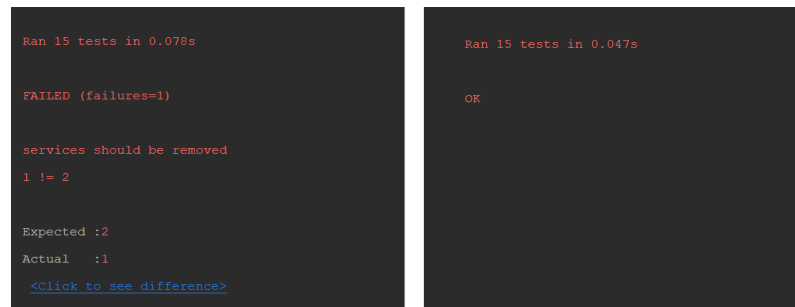 Ran 15 tests in 0.078s
FAILED (failures=1)
services should be removed
1 != 2
Expected :2
Actual   :1
<Click to see difference>
Ran 15 tests in 0.047s
OK